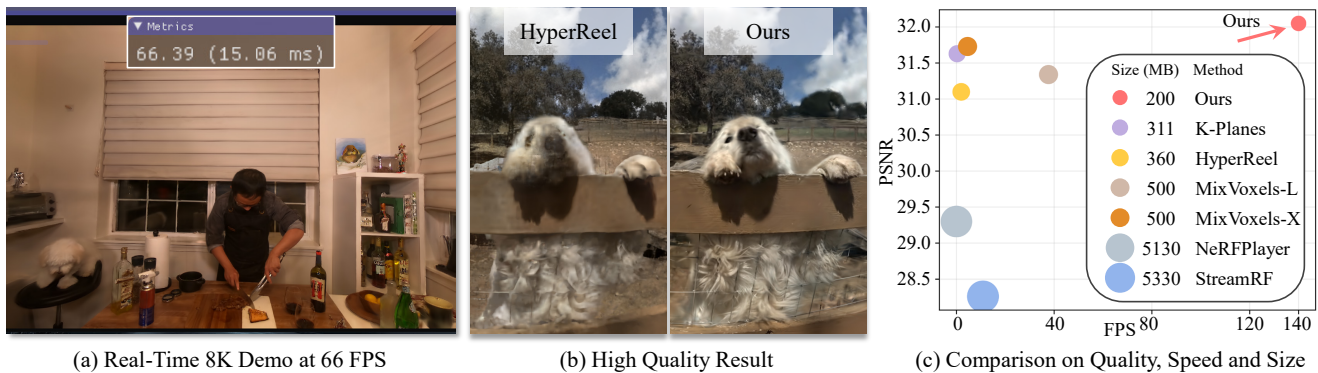 ▼ Metrics
66.39 (15.06 ms)
HyperReel
Ours
(a) Real-Time 8K Demo at 66 FPS
(b) High Quality Result
PSNR
32.0
31.5
31.0
30.5
30.0
29.5
29.0
28.5
Ours
Size (MB) Method
200 Ours
311 K-Planes
360 HyperReel
500 MixVoxels-L
500 MixVoxels-X
5130 NeRFPlayer
5330 StreamRF
0 40 80 120 140
FPS
(c) Comparison on Quality, Speed and Size